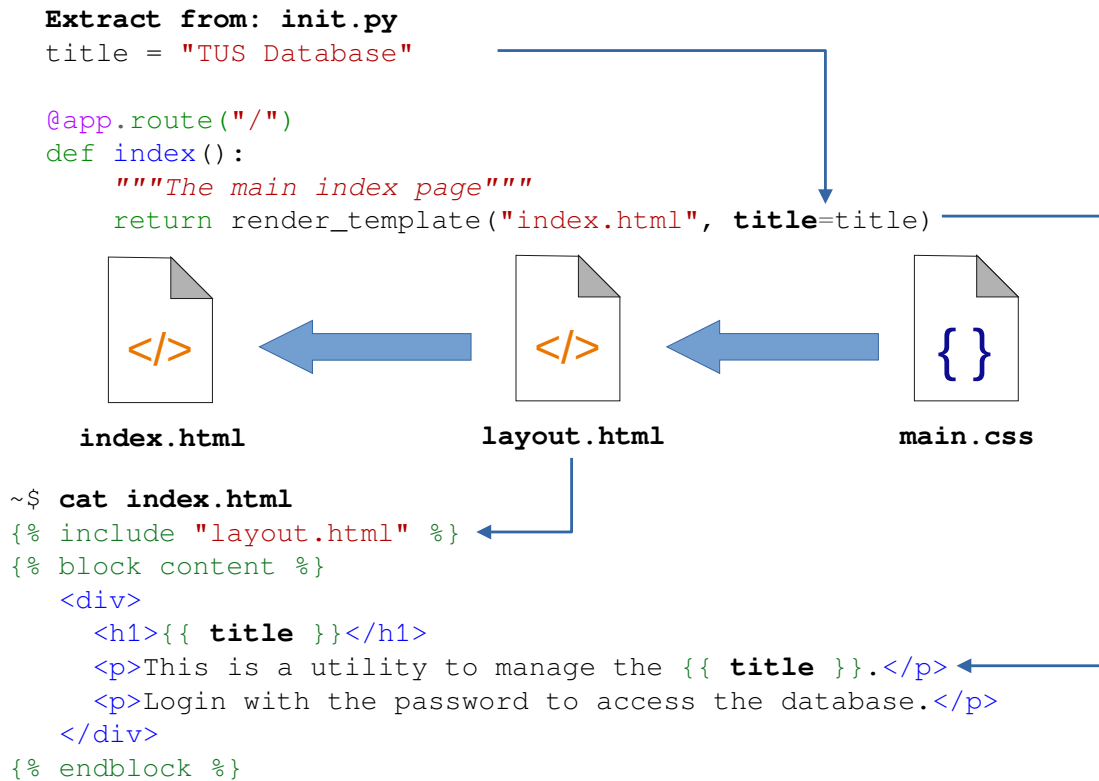 Extract from: init.py
title = "TUS Database"
@app.route("/")
def index():
    """The main index page"""
    return render_template("index.html", title=title)
</> </> { }
index.html layout.html main.css
~$ cat index.html
{% include "layout.html" %}
{% block content %}
   <div>
     <h1>{{ title }}</h1>
     <p>This is a utility to manage the {{ title }}.</p>
     <p>Login with the password to access the database.</p>
   </div>
{% endblock %}